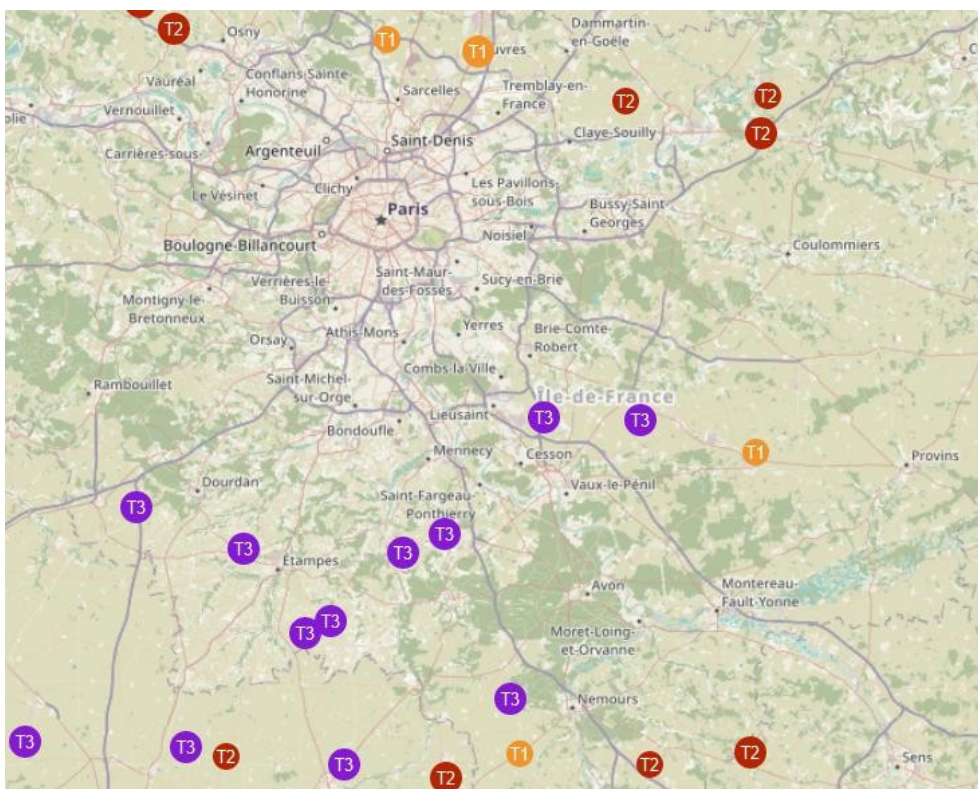 T2
T2
Osny
T1
T1
uvres
Dammartin-
en-Goële
Vauréal
Conflans-Sainte-
Honorine
Sarcelles
Tremblay-en-
France
T2
T2
olie
Vernouillet
Carrières-sous-
Argenteuil
Saint-Denis
Claye-Souilly
T2
Le Vésinet
Clichy
Les Pavillons-
sous-Bois
Paris
Bussy-Saint-
Georges
Boulogne-Billancourt
Noisiel
Coulommiers
Montigny-le-
Bretonneux
Verrières-le-
Buisson
Saint-Maur-
des-Fossés
Sucy-en-Brie
Orsay
Athis-Mons
Yerres
Brie-Comte-
Robert
Rambouillet
Saint-Michel-
sur-Orge
Combs-la-Ville
Île-de-France
Lieusaint
T3
T3
Bondoufle
Mennecy
Cesson
T1
Provins
Dourdan
Saint-Fargeau-
Ponthierry
Vaux-le-Pénil
T3
T3
Étampes
T3
T3
Avon
Montereau-
Fault-Yonne
T3
T3
Moret-Loing-
et-Orvanne
T3
Nemours
T3
T3
T2
T3
T2
T1
T2
T2
Sens